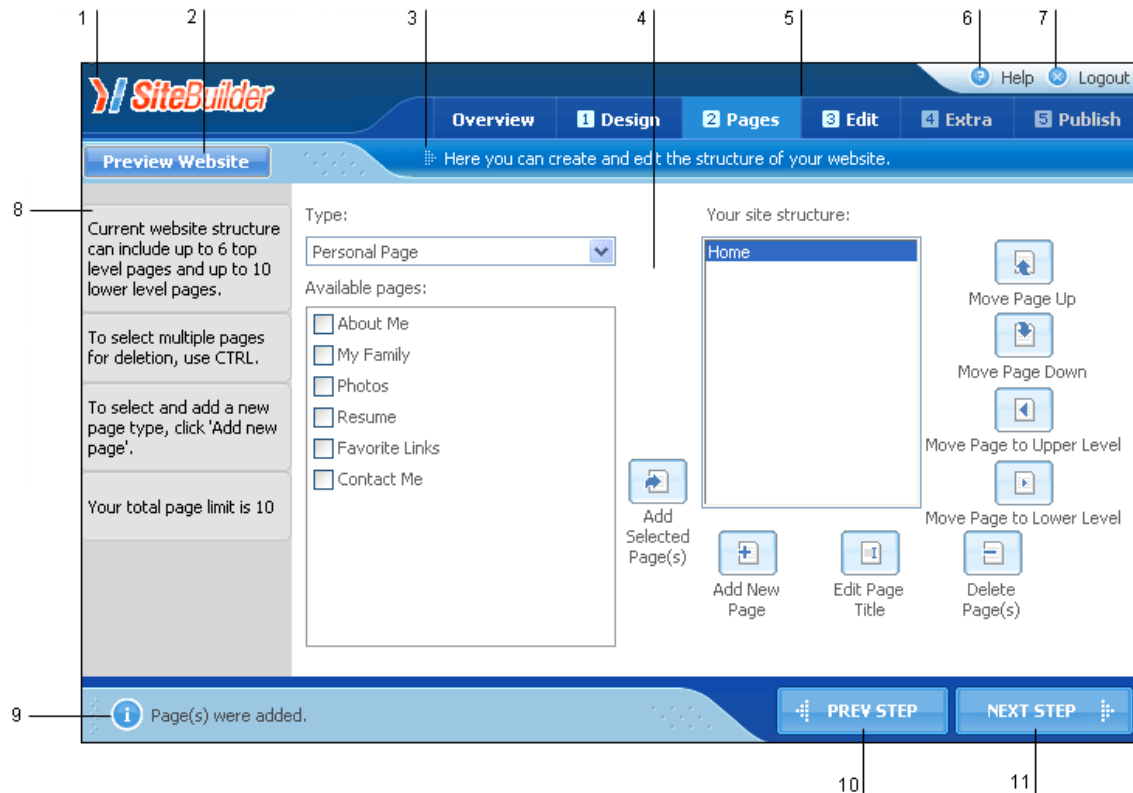 1 2 3 4 5 6 7
SiteBuilder
Help Logout
Overview 1 Design 2 Pages 3 Edit 4 Extra 5 Publish
Preview Website
Here you can create and edit the structure of your website.
8
Current website structure
can include up to 6 top
level pages and up to 10
lower level pages.
To select multiple pages
for deletion, use CTRL.
To select and add a new
page type, click 'Add new
page'.
Your total page limit is 10
Type:
Personal Page
Available pages:
About Me
My Family
Photos
Resume
Favorite Links
Contact Me
Add
Selected
Page(s)
Your site structure:
Home
Move Page Up
Move Page Down
Move Page to Upper Level
Move Page to Lower Level
Add New
Page
Edit Page
Title
Delete
Page(s)
9
Page(s) were added.
PREV STEP
NEXT STEP
10 11